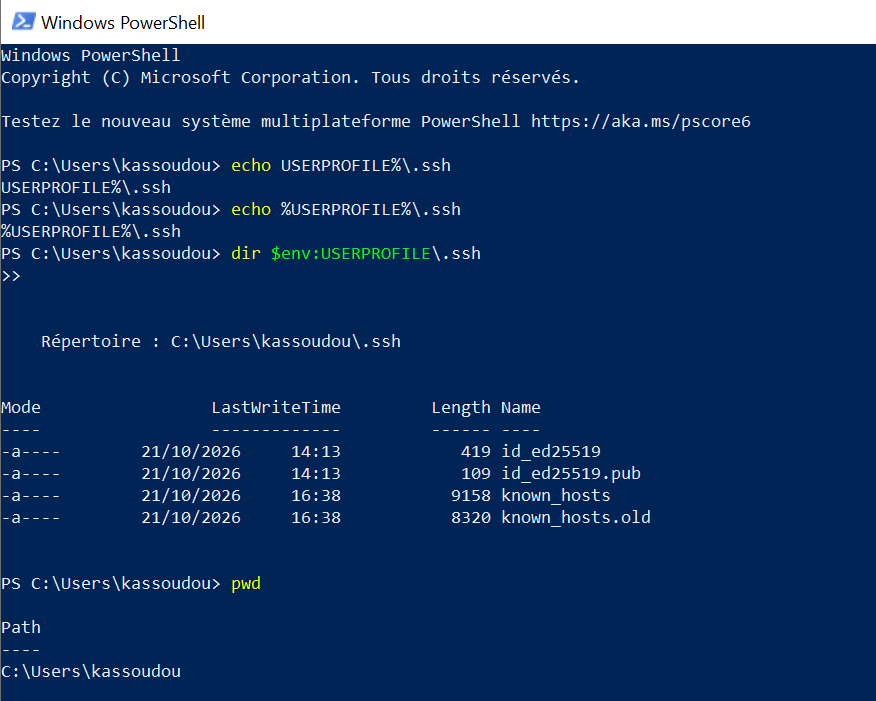 Windows PowerShell
Windows PowerShell
Copyright (C) Microsoft Corporation. Tous droits réservés.
Testez le nouveau système multiplateforme PowerShell https://aka.ms/pscore6
PS C:\Users\kassoudou> echo USERPROFILE%\.ssh
USERPROFILE%\.ssh
PS C:\Users\kassoudou> echo %USERPROFILE%\.ssh
%USERPROFILE%\.ssh
PS C:\Users\kassoudou> dir $env:USERPROFILE\.ssh
>>
    Répertoire : C:\Users\kassoudou\.ssh
Mode                 LastWriteTime         Length Name
----                 -------------         ------ ----
-a----        21/10/2026     14:13            419 id_ed25519
-a----        21/10/2026     14:13            109 id_ed25519.pub
-a----        21/10/2026     16:38           9158 known_hosts
-a----        21/10/2026     16:38           8320 known_hosts.old
PS C:\Users\kassoudou> pwd
Path
----
C:\Users\kassoudou